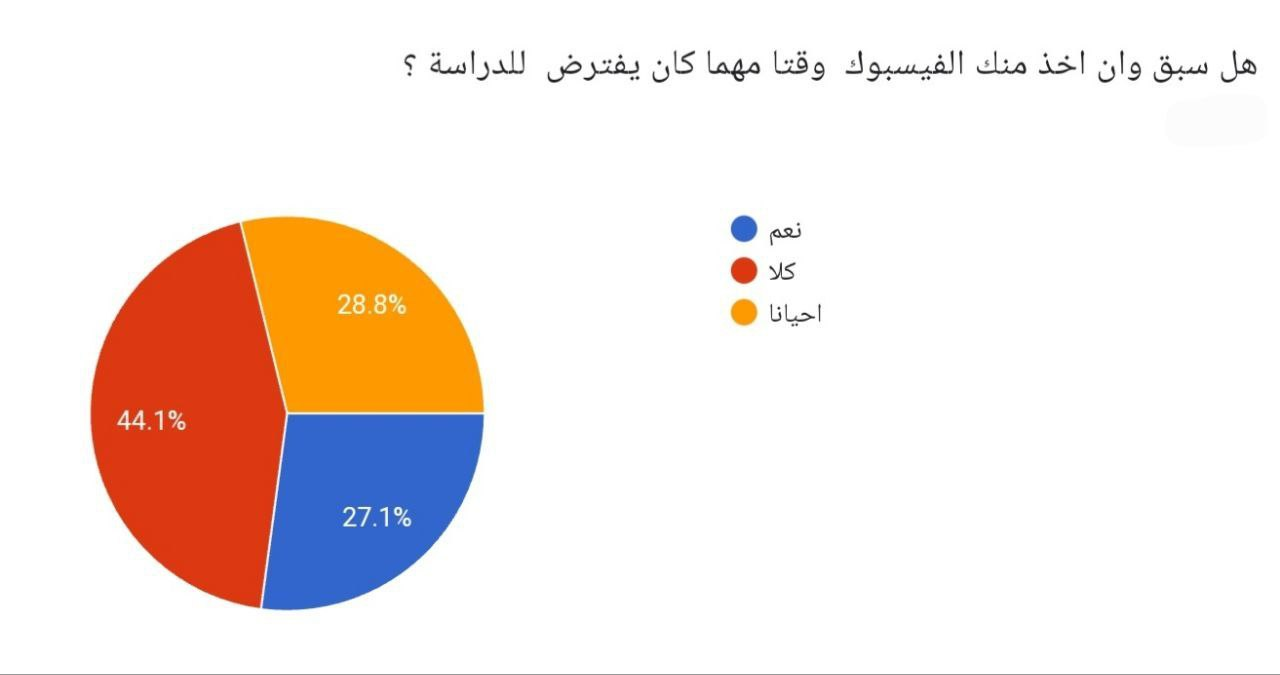 هل سبق وان اخذ منك الفيسبوك وقتا مهما كان يفترض للدراسة ؟
نعم
كلا
احيانا
28.8%
44.1%
27.1%